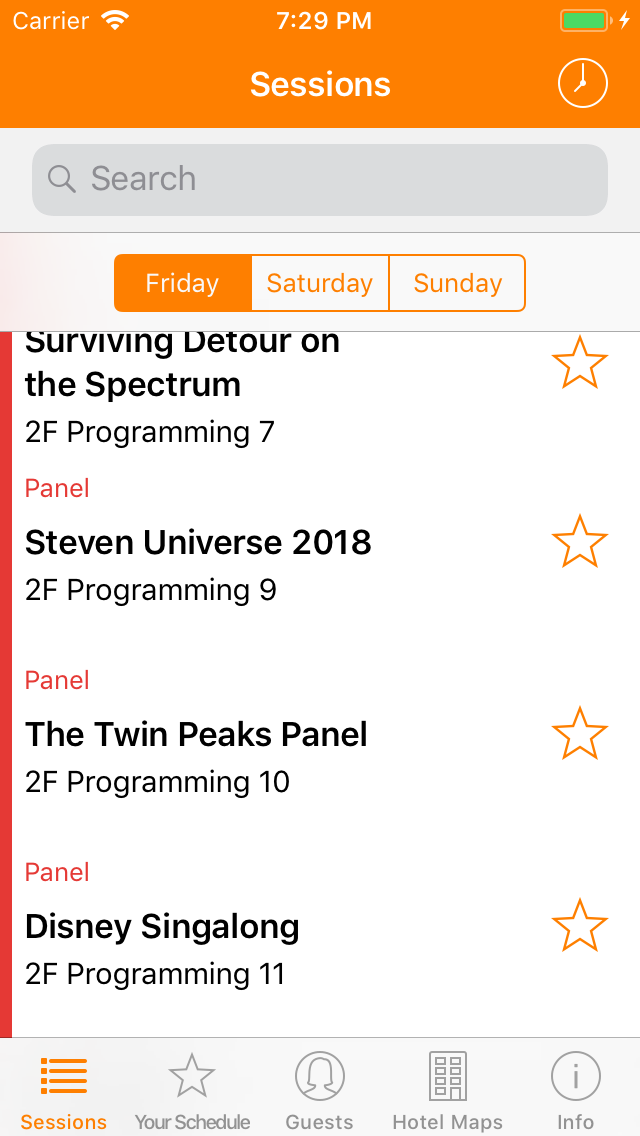 Carrier 7:29 PM
Sessions
Search
Friday Saturday Sunday
Surviving Detour on
the Spectrum
2F Programming 7
Panel
Steven Universe 2018
2F Programming 9
Panel
The Twin Peaks Panel
2F Programming 10
Panel
Disney Singalong
2F Programming 11
Sessions Your Schedule Guests Hotel Maps Info